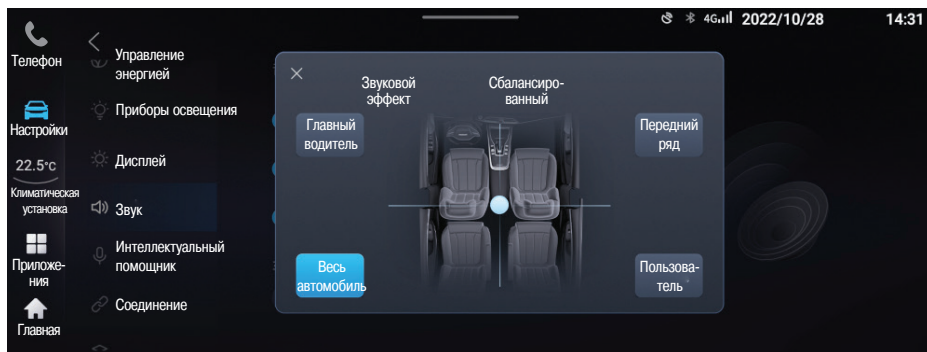 4G 2022/10/28 14:31
Телефон
Настройки
22.5°C
Климатическая
установка
Приложе-
ния
Главная
Управление
энергией
Приборы освещения
Дисплей
Звук
Интеллектуальный
помощник
Соединение
Звуковой
эффект
Сбалансиро-
ванный
Главный
водитель
Передний
ряд
Весь
автомобиль
Пользова-
тель